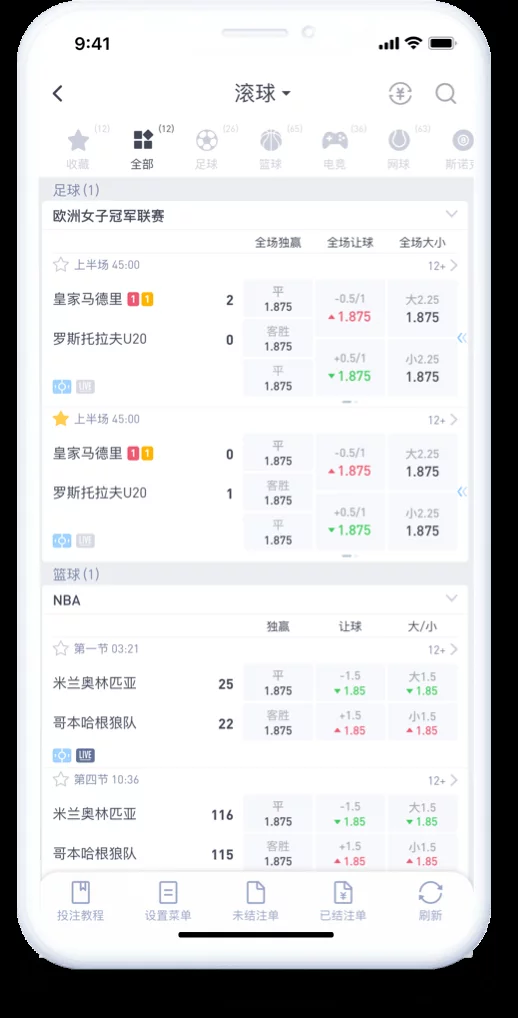 9:41
滚球
(12) (12) (26) (65) (36) (43)
收藏 全部 足球 篮球 电竞 网球 斯诺
足球(1)
欧洲女子冠军联赛
全场独赢 全场让球 全场大小
上半场 45:00 12+
平 1.875 -0.5/1 1.875 大2.25 1.875
皇家马德里 1 1 2
客胜 1.875
罗斯托拉夫U20 0
平 1.875 +0.5/1 1.875 小2.25 1.875
LIVE
上半场 45:00 12+
平 1.875 -0.5/1 1.875 大2.25 1.875
皇家马德里 1 1 0
客胜 1.875
罗斯托拉夫U20 1
平 1.875 +0.5/1 1.875 小2.25 1.875
LIVE
篮球(1)
NBA
独赢 让球 大/小
第一节 03:21 12+
米兰奥林匹亚 25 平 1.875 -1.5 1.85 大1.5 1.85
哥本哈根狼队 22 客胜 1.875 +1.5 1.85 小1.5 1.85
LIVE
第四节 10:36 12+
米兰奥林匹亚 116 平 1.875 -1.5 1.85 大1.5 1.85
哥本哈根狼队 115 客胜 1.875 +1.5 1.85 小1.5 1.85
投注教程 设置菜单 未结注单 已结注单 刷新